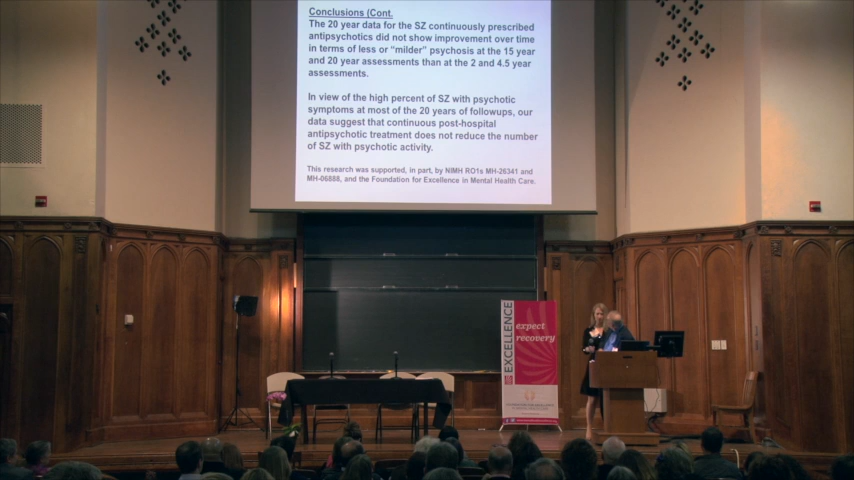 Conclusions (Cont.
The 20 year data for the SZ continuously prescribed
antipsychotics did not show improvement over time
in terms of less or “milder” psychosis at the 15 year
and 20 year assessments than at the 2 and 4.5 year
assessments.
In view of the high percent of SZ with psychotic
symptoms at most of the 20 years of followups, our
data suggest that continuous post-hospital
antipsychotic treatment does not reduce the number
of SZ with psychotic activity.
This research was supported, in part, by NIMH RO1s MH-26341 and
MH-06888, and the Foundation for Excellence in Mental Health Care.
EXCELLENCE
expect
recovery